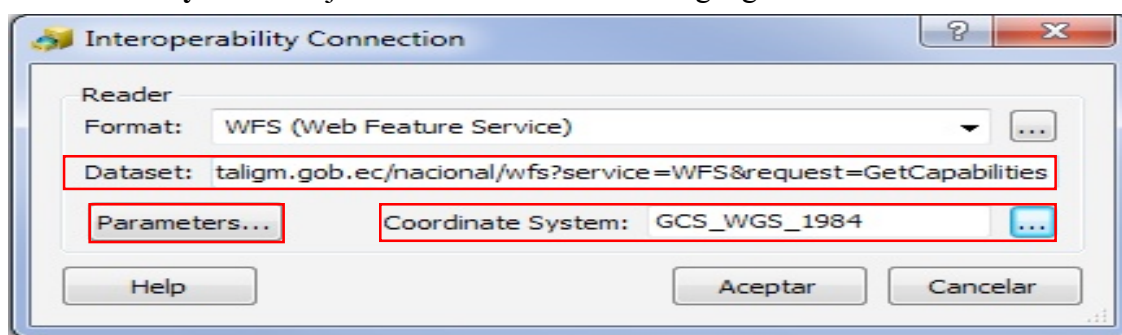 Interoperability Connection
Reader
Format: WFS (Web Feature Service) ...
Dataset: taligm.gob.ec/nacional/wfs?service=WFS&request=GetCapabilities
Parameters... Coordinate System: GCS_WGS_1984 ...
Help Aceptar Cancelar